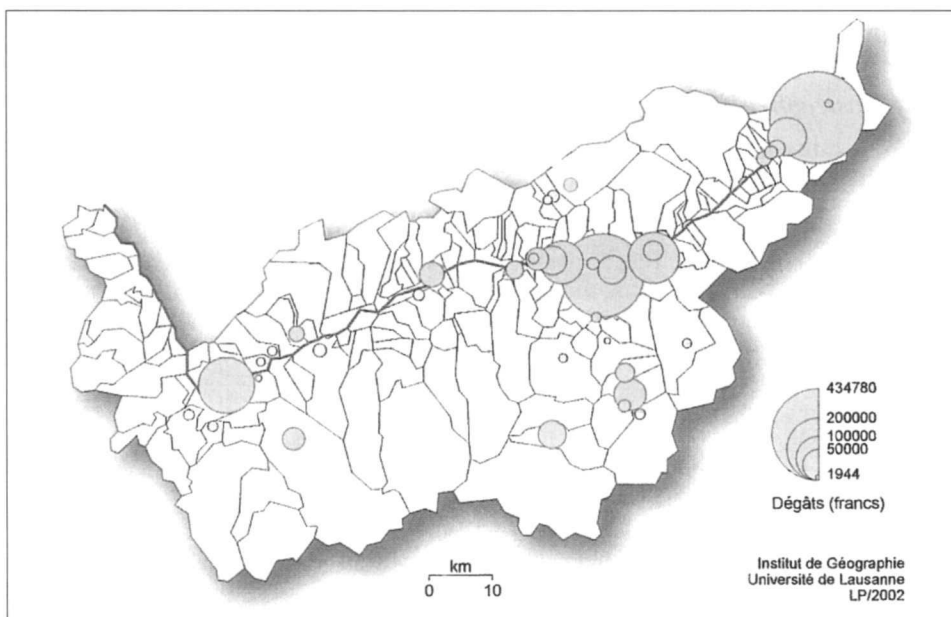 434780
200000
100000
50000
1944
Dégâts (francs)
km
0 10
Institut de Géographie
Université de Lausanne
LP/2002